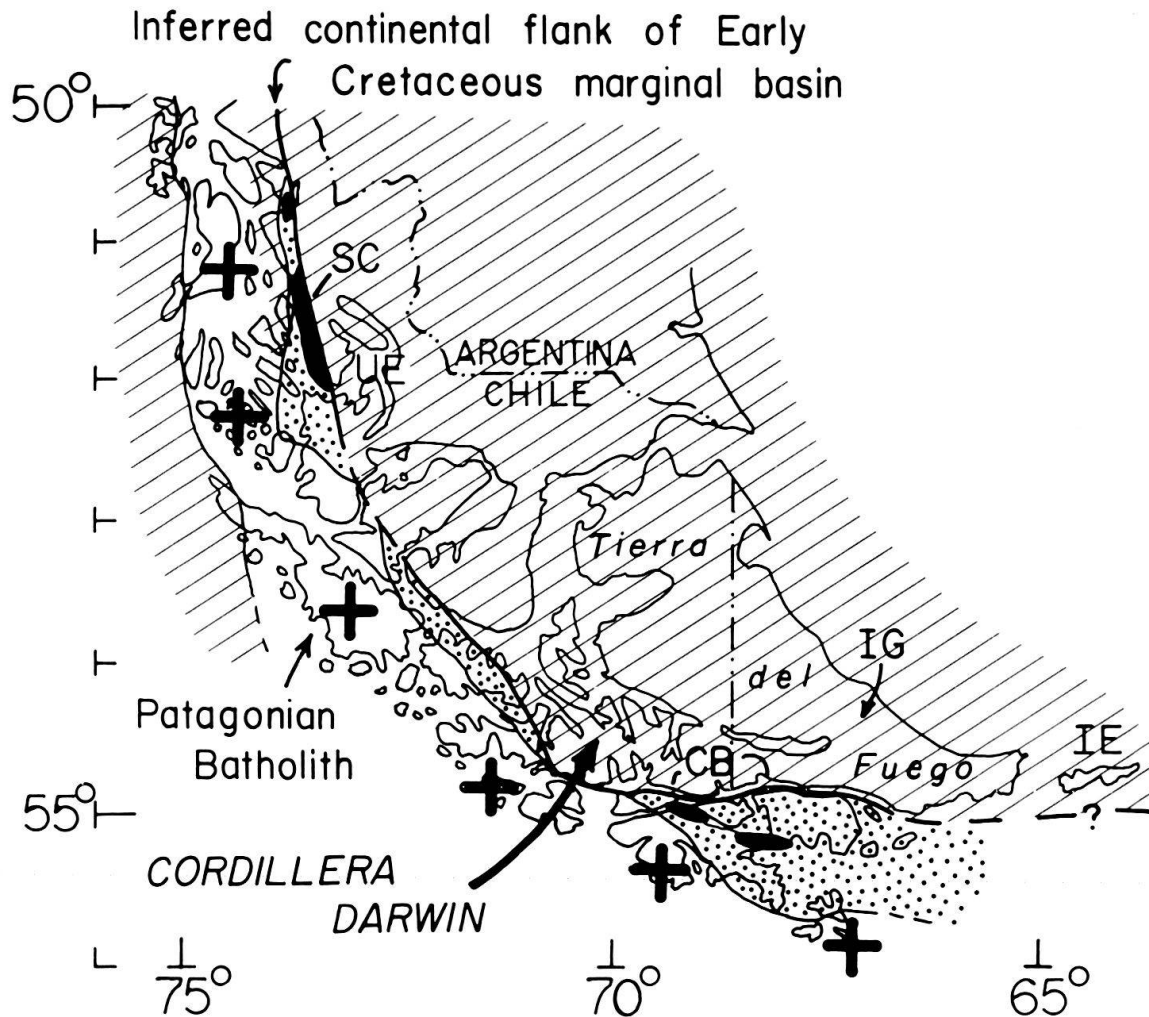 Inferred continental flank of Early
Cretaceous marginal basin
50°
SC
UE
ARGENTINA
CHILE
Tierra
IG
del
Patagonian
Batholith
IE
CB
Fuego
55°
?
CORDILLERA
DARWIN
75°
70°
65°